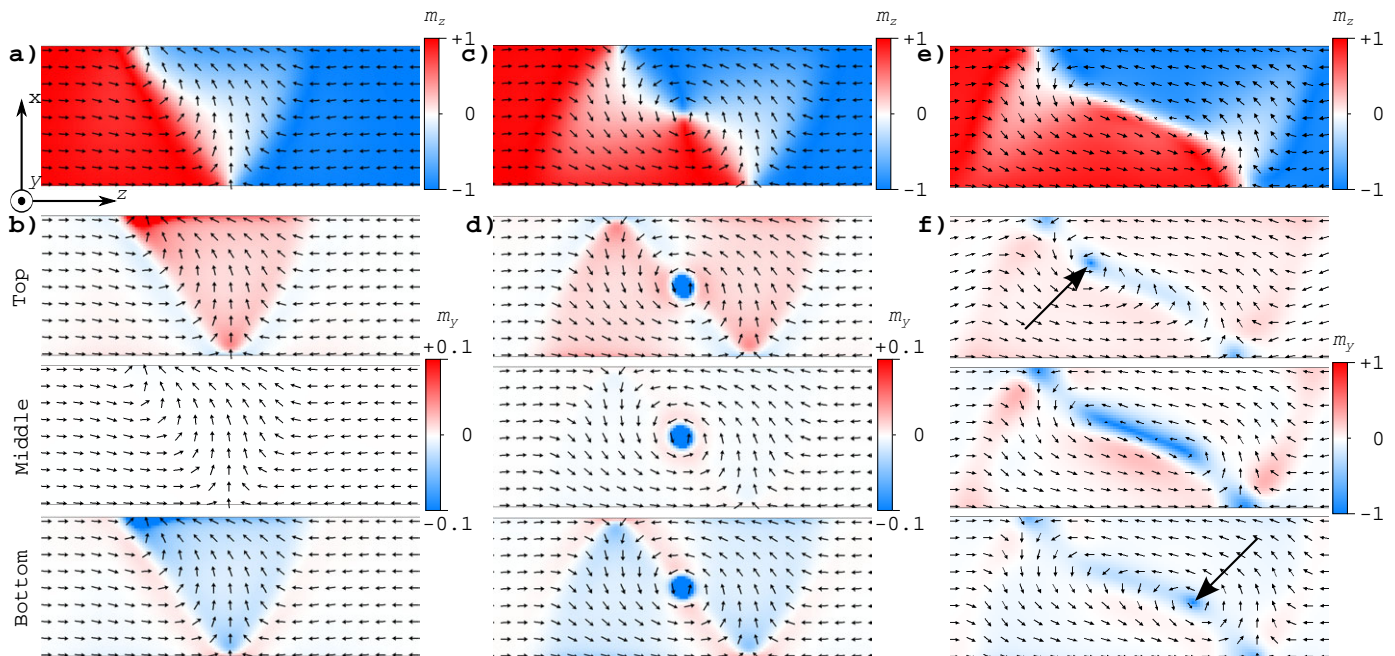 m_z m_z m_z
a) +1 c) +1 e) +1
x
0 0 0
y
−1 −1 −1
z
b) d) f)
Top
m_y m_y
+0.1 +0.1 m_y
+1
Middle
0 0 0
−0.1 −0.1 −1
Bottom